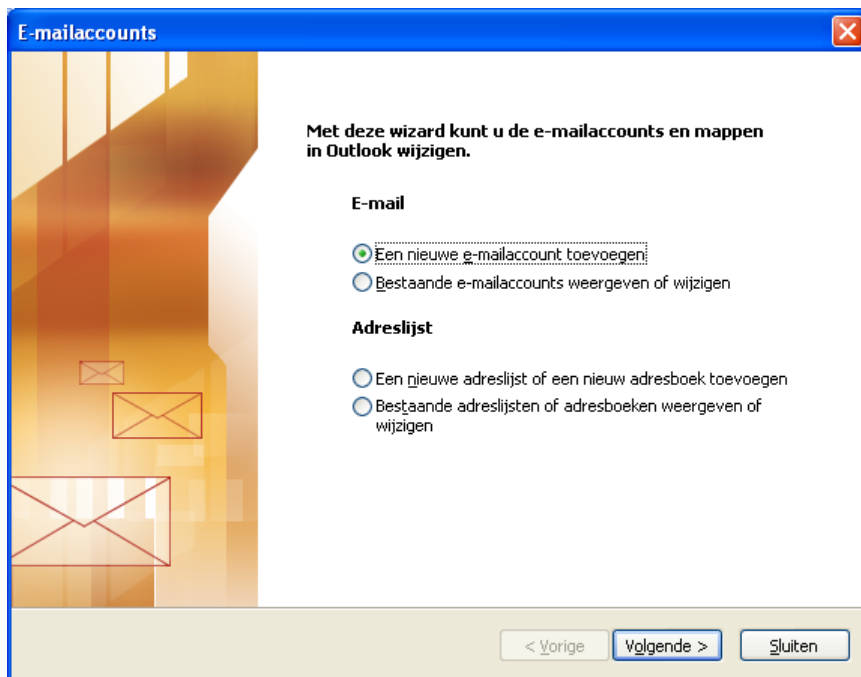 E-mailaccounts
Met deze wizard kunt u de e-mailaccounts en mappen
in Outlook wijzigen.
E-mail
Een nieuwe e-mailaccount toevoegen
Bestaande e-mailaccounts weergeven of wijzigen
Adreslijst
Een nieuwe adreslijst of een nieuw adresboek toevoegen
Bestaande adreslijsten of adresboeken weergeven of
wijzigen
< Vorige
Volgende >
Sluiten